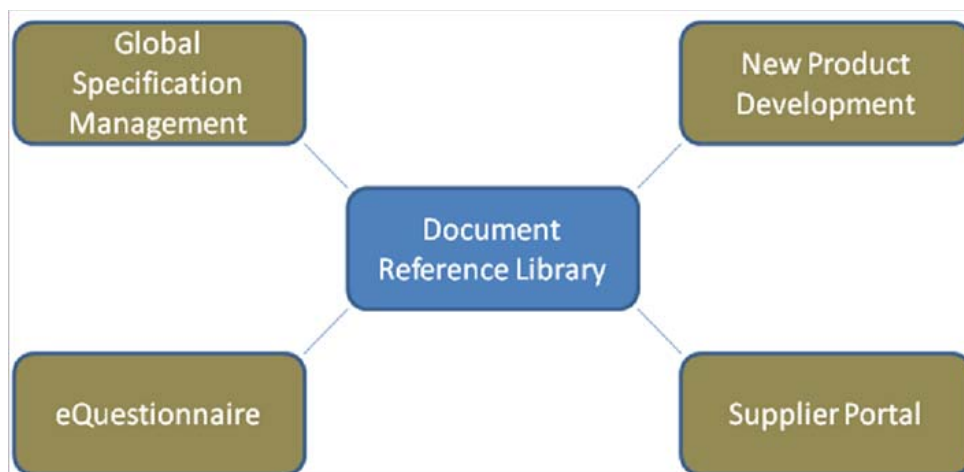 Global
Specification
Management
New Product
Development
Document
Reference Library
eQuestionnaire
Supplier Portal